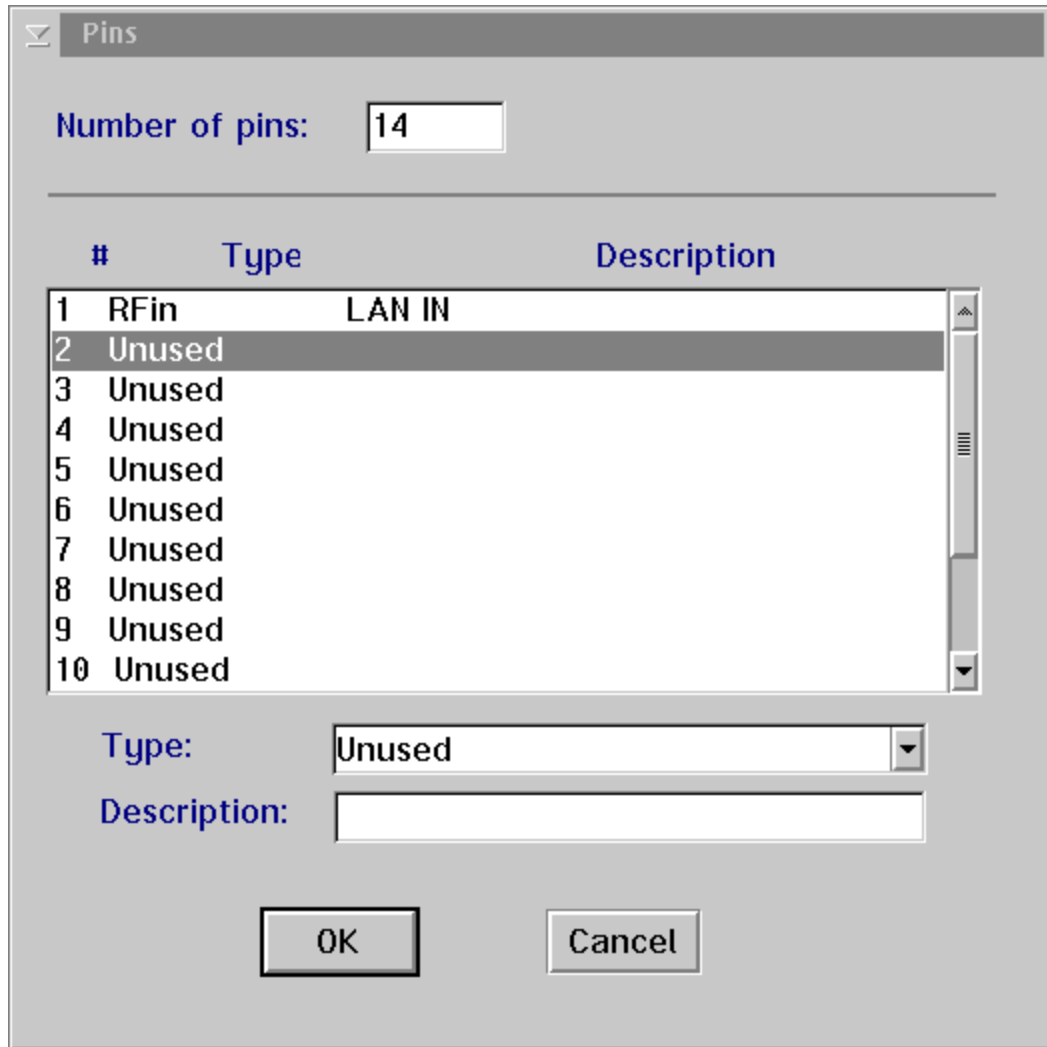 Pins
Number of pins: 14
# Type Description
1 RFin LAN IN
2 Unused
3 Unused
4 Unused
5 Unused
6 Unused
7 Unused
8 Unused
9 Unused
10 Unused
Type: Unused
Description:
OK Cancel